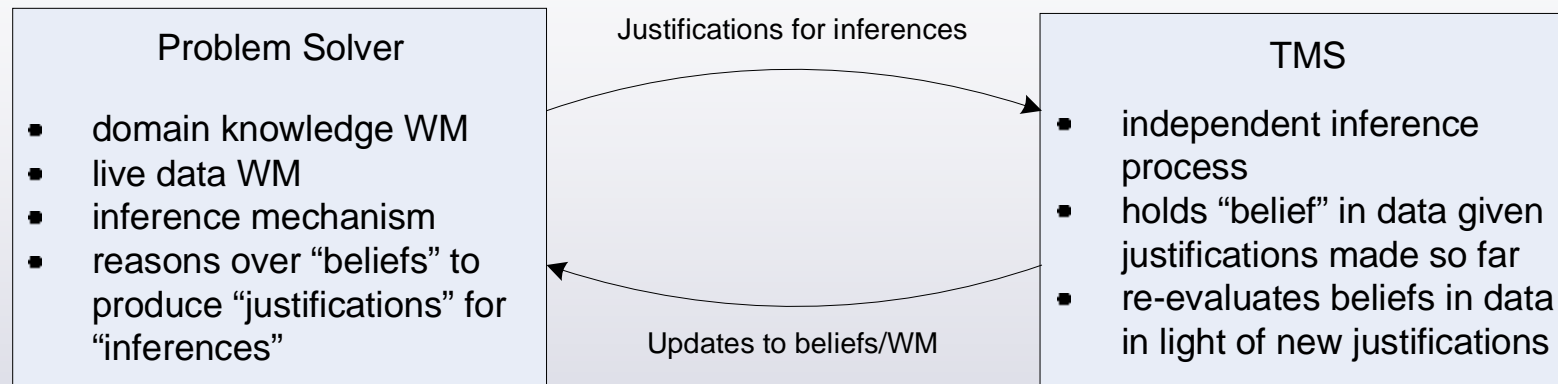 Problem Solver
• domain knowledge WM
• live data WM
• inference mechanism
• reasons over “beliefs” to
produce “justifications” for
“inferences”
Justifications for inferences
Updates to beliefs/WM
TMS
• independent inference
process
• holds “belief” in data given
justifications made so far
• re-evaluates beliefs in data
in light of new justifications